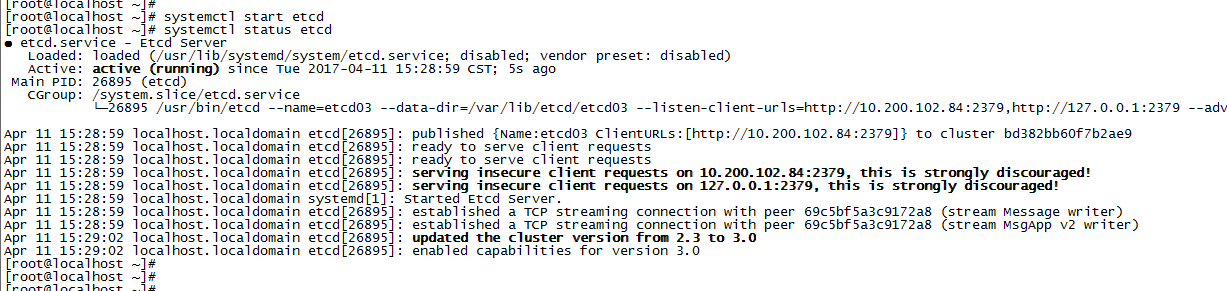 [root@localhost ~]#
[root@localhost ~]# systemctl start etcd
[root@localhost ~]# systemctl status etcd
● etcd.service - Etcd Server
   Loaded: loaded (/usr/lib/systemd/system/etcd.service; disabled; vendor preset: disabled)
   Active: active (running) since Tue 2017-04-11 15:28:59 CST; 5s ago
 Main PID: 26895 (etcd)
   CGroup: /system.slice/etcd.service
           └─26895 /usr/bin/etcd --name=etcd03 --data-dir=/var/lib/etcd/etcd03 --listen-client-urls=http://10.200.102.84:2379,http://127.0.0.1:2379 --adv
Apr 11 15:28:59 localhost.localdomain etcd[26895]: published {Name:etcd03 ClientURLs:[http://10.200.102.84:2379]} to cluster bd382bb60f7b2ae9
Apr 11 15:28:59 localhost.localdomain etcd[26895]: ready to serve client requests
Apr 11 15:28:59 localhost.localdomain etcd[26895]: ready to serve client requests
Apr 11 15:28:59 localhost.localdomain etcd[26895]: serving insecure client requests on 10.200.102.84:2379, this is strongly discouraged!
Apr 11 15:28:59 localhost.localdomain etcd[26895]: serving insecure client requests on 127.0.0.1:2379, this is strongly discouraged!
Apr 11 15:28:59 localhost.localdomain systemd[1]: Started Etcd Server.
Apr 11 15:28:59 localhost.localdomain etcd[26895]: established a TCP streaming connection with peer 69c5bf5a3c9172a8 (stream Message writer)
Apr 11 15:28:59 localhost.localdomain etcd[26895]: established a TCP streaming connection with peer 69c5bf5a3c9172a8 (stream MsgApp v2 writer)
Apr 11 15:29:02 localhost.localdomain etcd[26895]: updated the cluster version from 2.3 to 3.0
Apr 11 15:29:02 localhost.localdomain etcd[26895]: enabled capabilities for version 3.0
[root@localhost ~]#
[root@localhost ~]#
[root@localhost ~]#